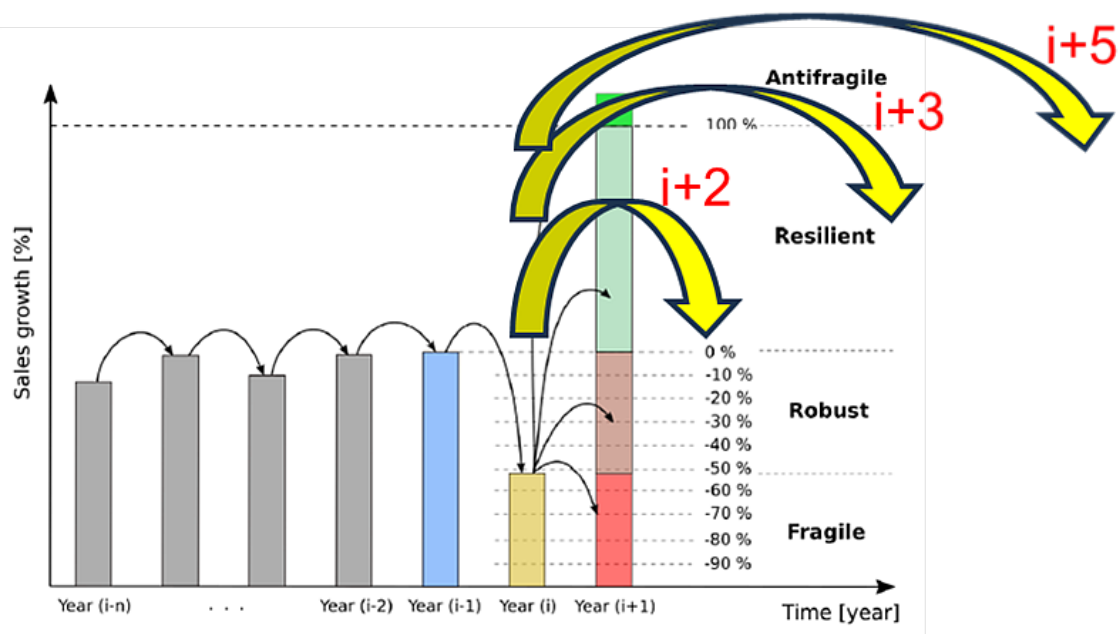 i+5
Antifragile
i+3
100 %
i+2
Resilient
Sales growth [%]
0 %
-10 %
-20 %
-30 %
Robust
-40 %
-50 %
-60 %
-70 %
Fragile
-80 %
-90 %
Year (i-n) . . . Year (i-2) Year (i-1) Year (i) Year (i+1)
Time [year]